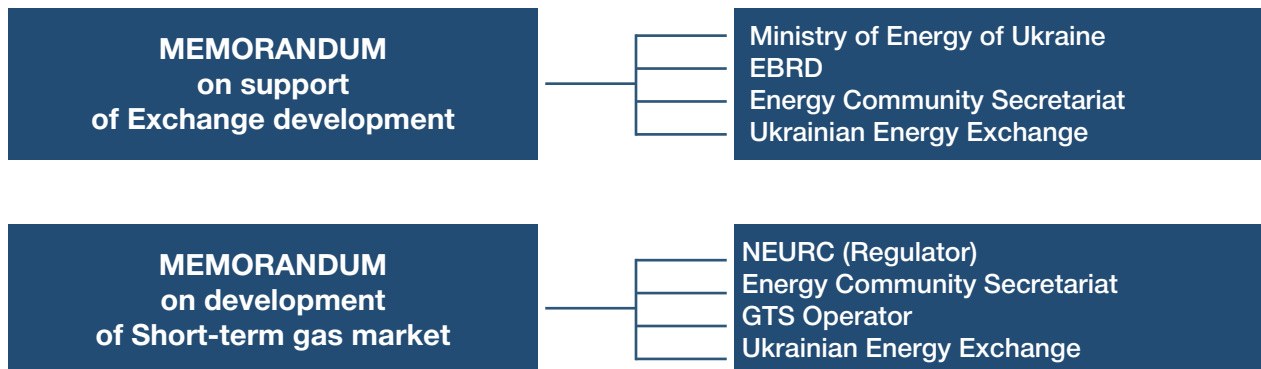 MEMORANDUM
on support
of Exchange development
Ministry of Energy of Ukraine
EBRD
Energy Community Secretariat
Ukrainian Energy Exchange
MEMORANDUM
on development
of Short-term gas market
NEURC (Regulator)
Energy Community Secretariat
GTS Operator
Ukrainian Energy Exchange